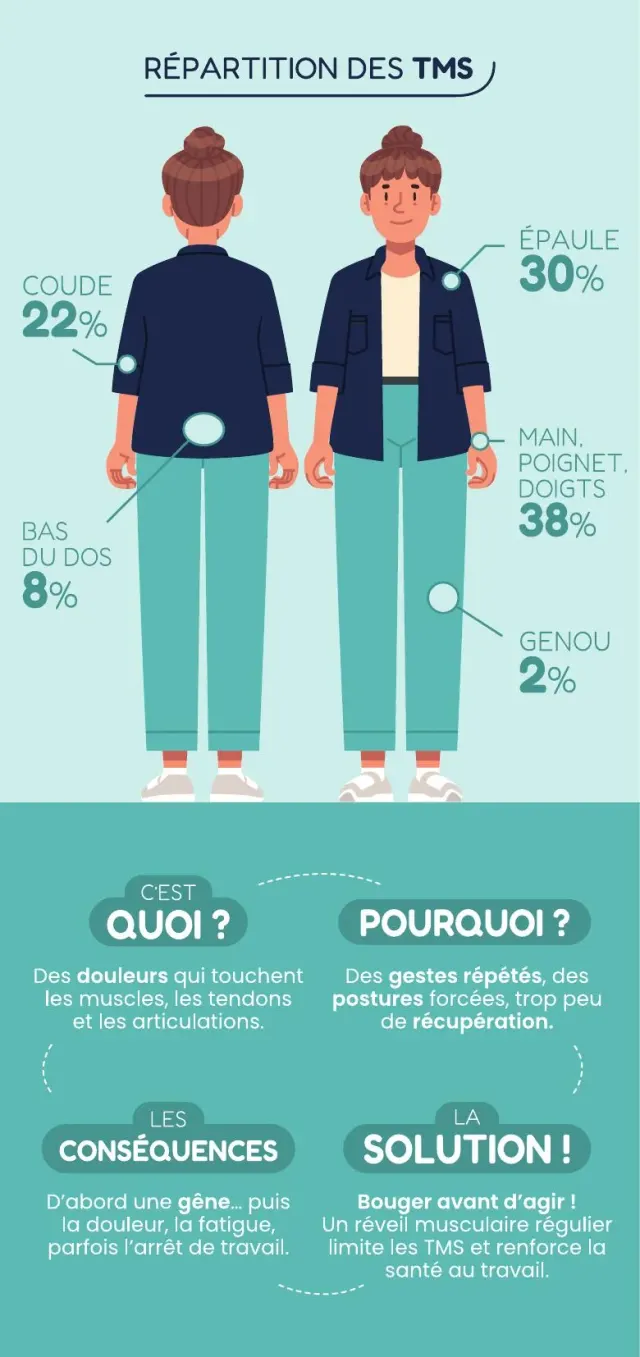 RÉPARTITION DES TMS
COUDE
22%
ÉPAULE
30%
MAIN,
POIGNET,
DOIGTS
38%
BAS
DU DOS
8%
GENOU
2%
C'EST
QUOI ?
Des douleurs qui touchent
les muscles, les tendons
et les articulations.
POURQUOI ?
Des gestes répétés, des
postures forcées, trop peu
de récupération.
LES
CONSÉQUENCES
D'abord une gêne... puis
la douleur, la fatigue,
parfois l'arrêt de travail.
LA
SOLUTION !
Bouger avant d'agir !
Un réveil musculaire régulier
limite les TMS et renforce la
santé au travail.